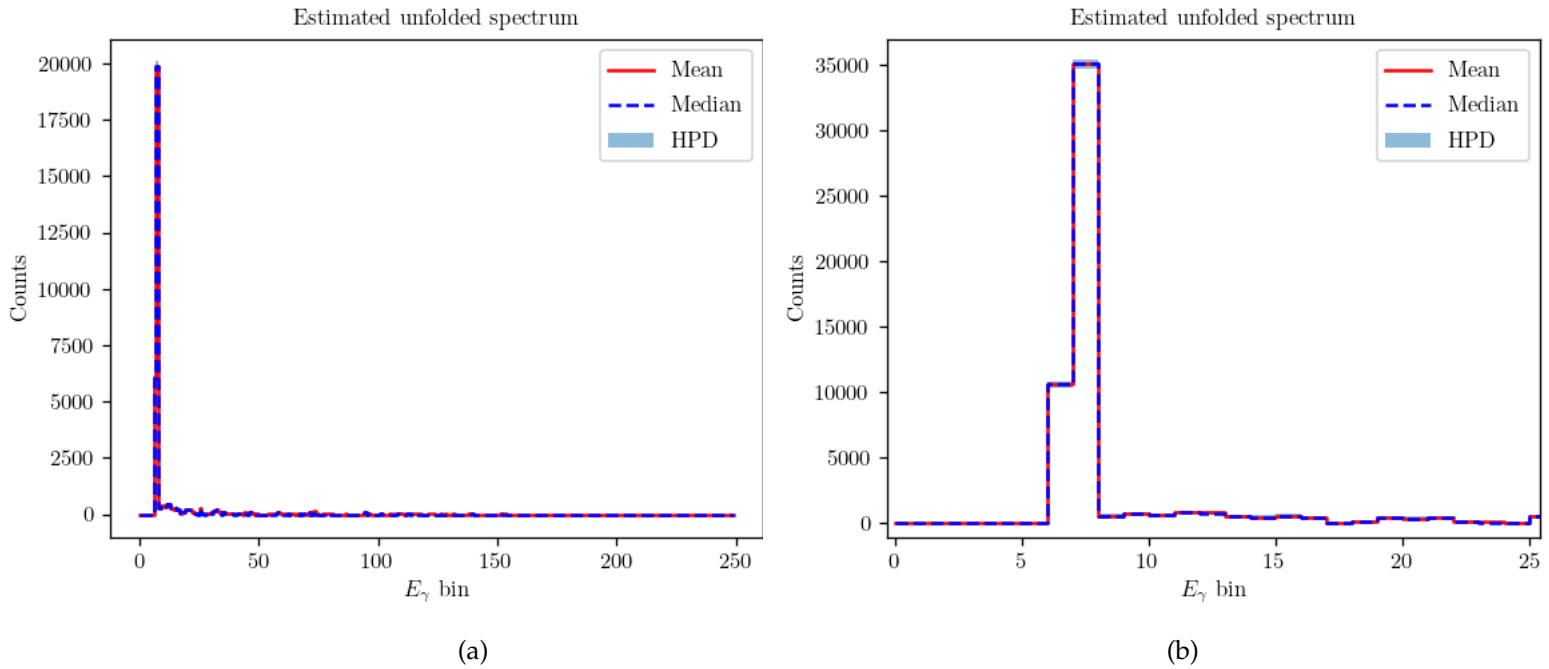 Estimated unfolded spectrum
20000
17500
15000
12500
10000
7500
5000
2500
0
Counts
Mean
Median
HPD
0
50
100
150
200
250
E_γ bin
(a)
Estimated unfolded spectrum
35000
30000
25000
20000
15000
10000
5000
0
Counts
Mean
Median
HPD
0
5
10
15
20
25
E_γ bin
(b)